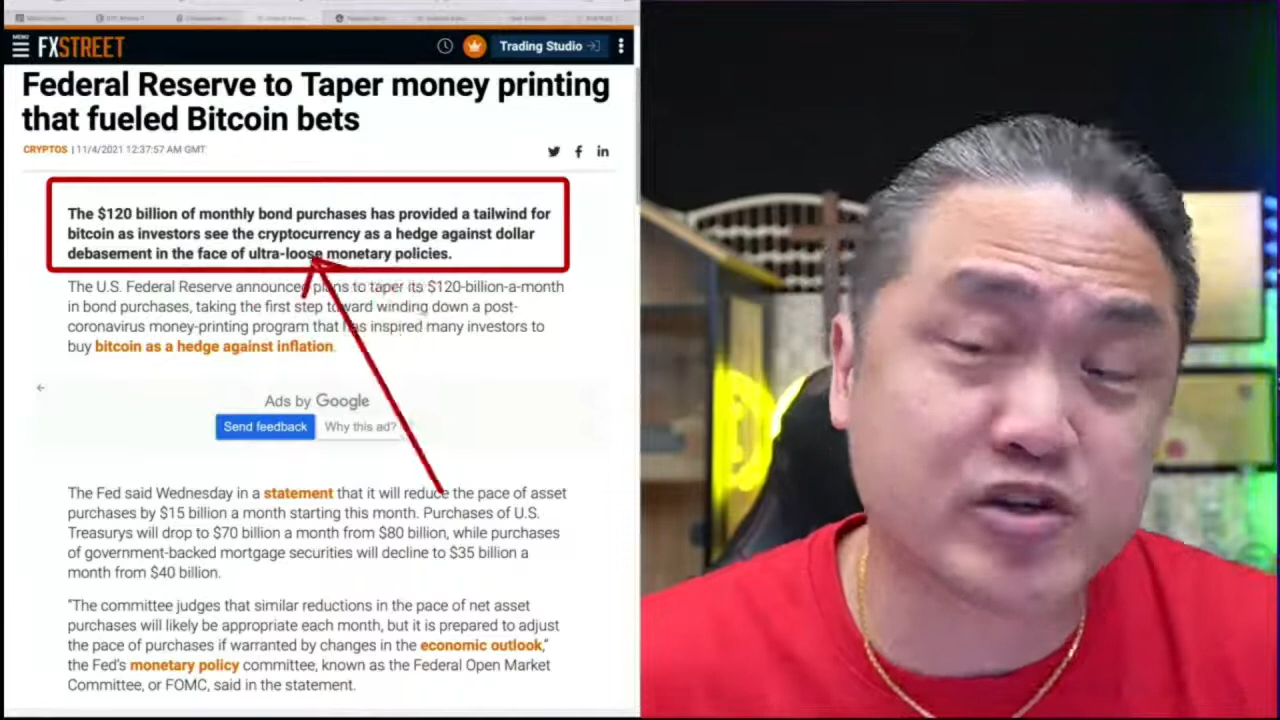 MENU
FXSTREET
Trading Studio
Federal Reserve to Taper money printing
that fueled Bitcoin bets
CRYPTOS | 11/4/2021 12:37:57 AM GMT
The $120 billion of monthly bond purchases has provided a tailwind for
bitcoin as investors see the cryptocurrency as a hedge against dollar
debasement in the face of ultra-loose monetary policies.
The U.S. Federal Reserve announced plans to taper its $120-billion-a-month
in bond purchases, taking the first step toward winding down a post-
coronavirus money-printing program that has inspired many investors to
buy bitcoin as a hedge against inflation.
Ads by Google
Send feedback
Why this ad?
The Fed said Wednesday in a statement that it will reduce the pace of asset
purchases by $15 billion a month starting this month. Purchases of U.S.
Treasurys will drop to $70 billion a month from $80 billion, while purchases
of government-backed mortgage securities will decline to $35 billion a
month from $40 billion.
“The committee judges that similar reductions in the pace of net asset
purchases will likely be appropriate each month, but it is prepared to adjust
the pace of purchases if warranted by changes in the economic outlook,”
the Fed's monetary policy committee, known as the Federal Open Market
Committee, or FOMC, said in the statement.